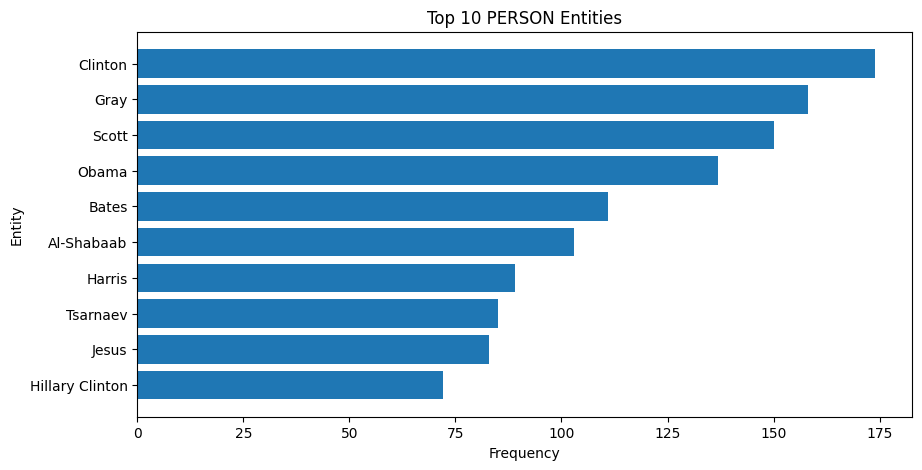 Top 10 PERSON Entities
Entity
Clinton
Gray
Scott
Obama
Bates
Al-Shabaab
Harris
Tsarnaev
Jesus
Hillary Clinton
0 25 50 75 100 125 150 175
Frequency